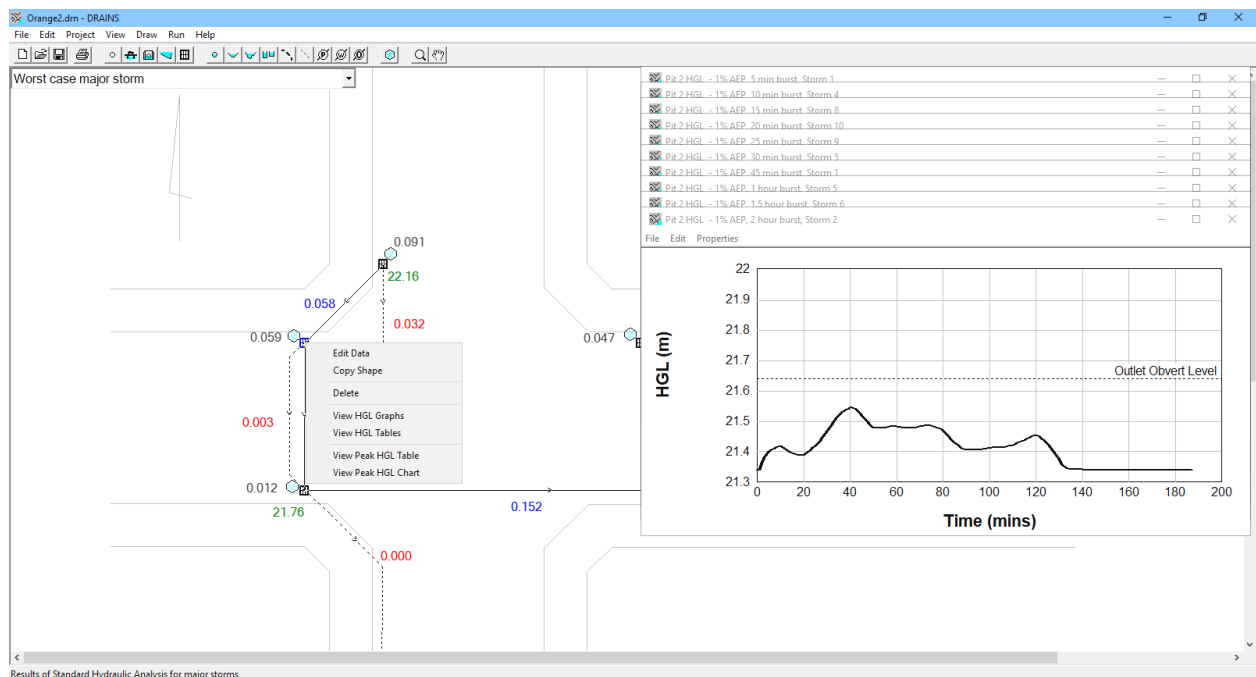 Orange2.drn - DRAINS
File Edit Project View Draw Run Help
Worst case major storm
Pit 2 HGL - 1% AEP, 5 min burst, Storm 1
Pit 2 HGL - 1% AEP, 10 min burst, Storm 4
Pit 2 HGL - 1% AEP, 15 min burst, Storm 8
Pit 2 HGL - 1% AEP, 20 min burst, Storm 10
Pit 2 HGL - 1% AEP, 25 min burst, Storm 9
Pit 2 HGL - 1% AEP, 30 min burst, Storm 5
Pit 2 HGL - 1% AEP, 45 min burst, Storm 1
Pit 2 HGL - 1% AEP, 1 hour burst, Storm 5
Pit 2 HGL - 1% AEP, 1.5 hour burst, Storm 6
Pit 2 HGL - 1% AEP, 2 hour burst, Storm 2
File Edit Properties
0.091
22.16
0.058
0.032
0.059
0.047
Edit Data
Copy Shape
Delete
View HGL Graphs
View HGL Tables
View Peak HGL Table
View Peak HGL Chart
0.003
0.012
21.76
0.152
0.000
HGL (m)
22
21.9
21.8
21.7
21.6
21.5
21.4
21.3
Outlet Obvert Level
0 20 40 60 80 100 120 140 160 180 200
Time (mins)
Results of Standard Hydraulic Analysis for major storms